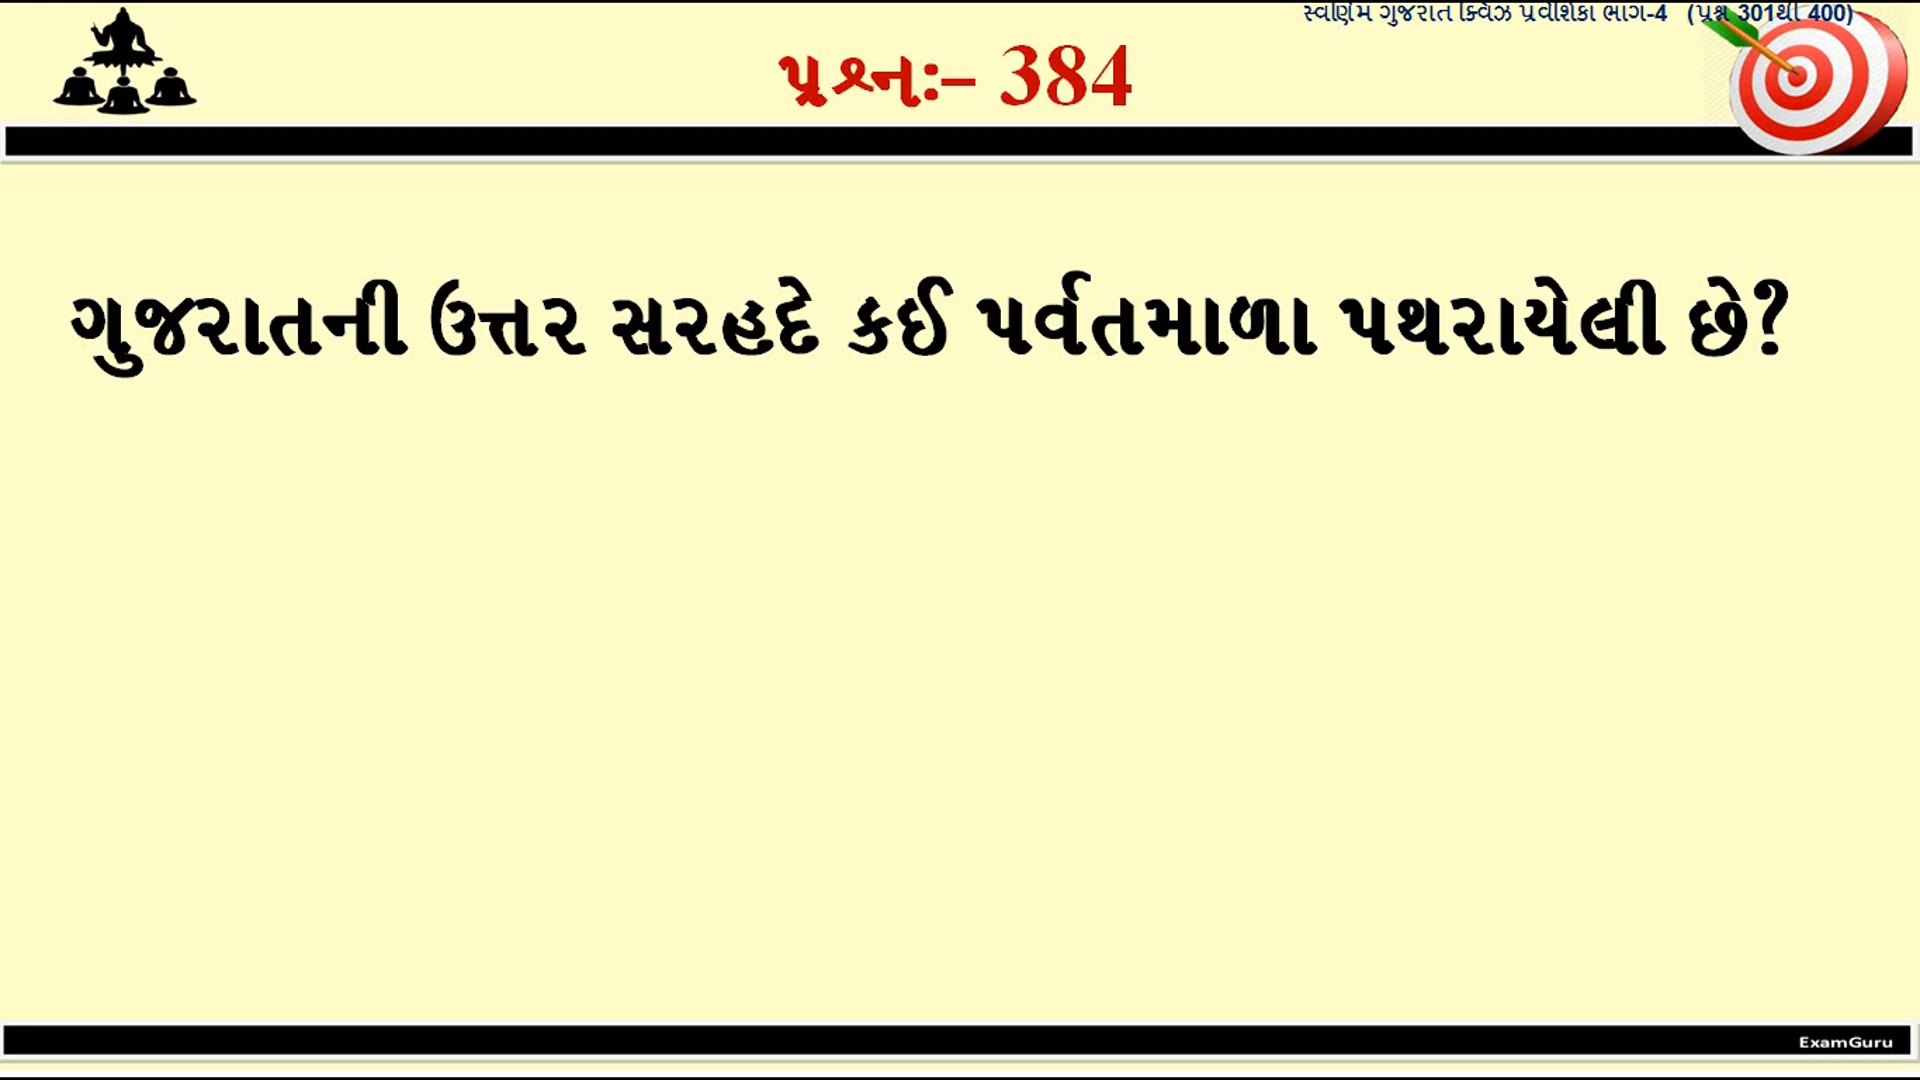 સ્વર્ણિમ ગુજરાત ક્વિઝ પ્રવેશિકા ભાગ-4 (પ્રશ્ન 301થી 400)
પ્રશ્નઃ– 384
ગુજરાતની ઉત્તર સરહદે કઈ પર્વતમાળા પથરાયેલી છે?
ExamGuru